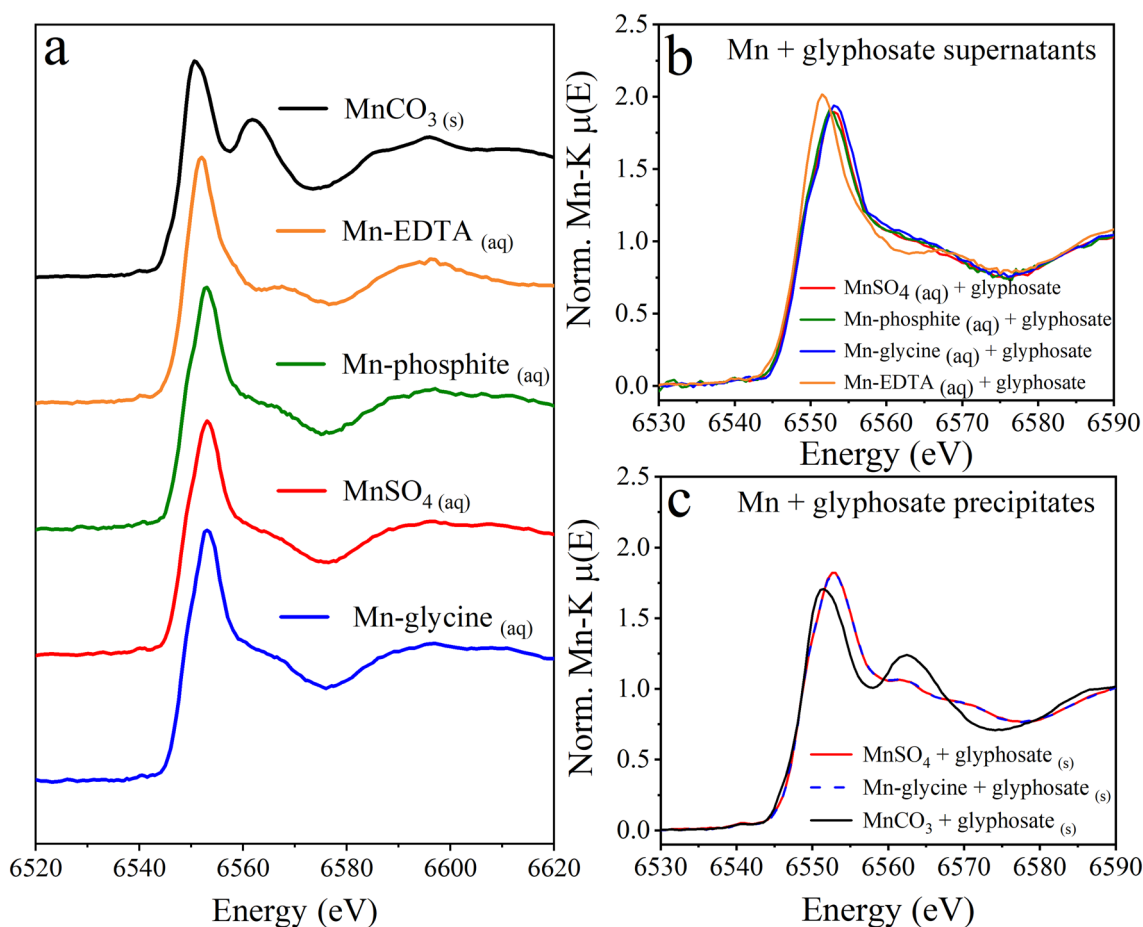 a
MnCO3 (s)
Mn-EDTA (aq)
Mn-phosphite (aq)
MnSO4 (aq)
Mn-glycine (aq)
6520 6540 6560 6580 6600 6620
Energy (eV)
b
Mn + glyphosate supernatants
Norm. Mn-K μ(E)
2.5
2.0
1.5
1.0
0.5
0.0
MnSO4 (aq) + glyphosate
Mn-phosphite (aq) + glyphosate
Mn-glycine (aq) + glyphosate
Mn-EDTA (aq) + glyphosate
6530 6540 6550 6560 6570 6580 6590
Energy (eV)
c
Mn + glyphosate precipitates
Norm. Mn-K μ(E)
2.5
2.0
1.5
1.0
0.5
0.0
MnSO4 + glyphosate (s)
Mn-glycine + glyphosate (s)
MnCO3 + glyphosate (s)
6530 6540 6550 6560 6570 6580 6590
Energy (eV)